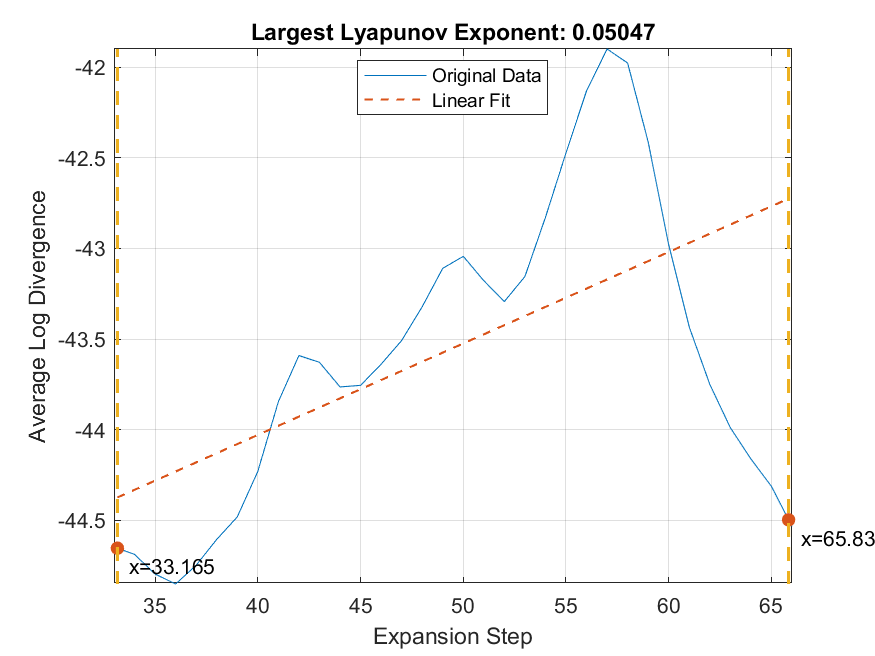 Largest Lyapunov Exponent: 0.05047
Original Data
Linear Fit
Average Log Divergence
-42
-42.5
-43
-43.5
-44
-44.5
x=33.165
x=65.83
35 40 45 50 55 60 65
Expansion Step